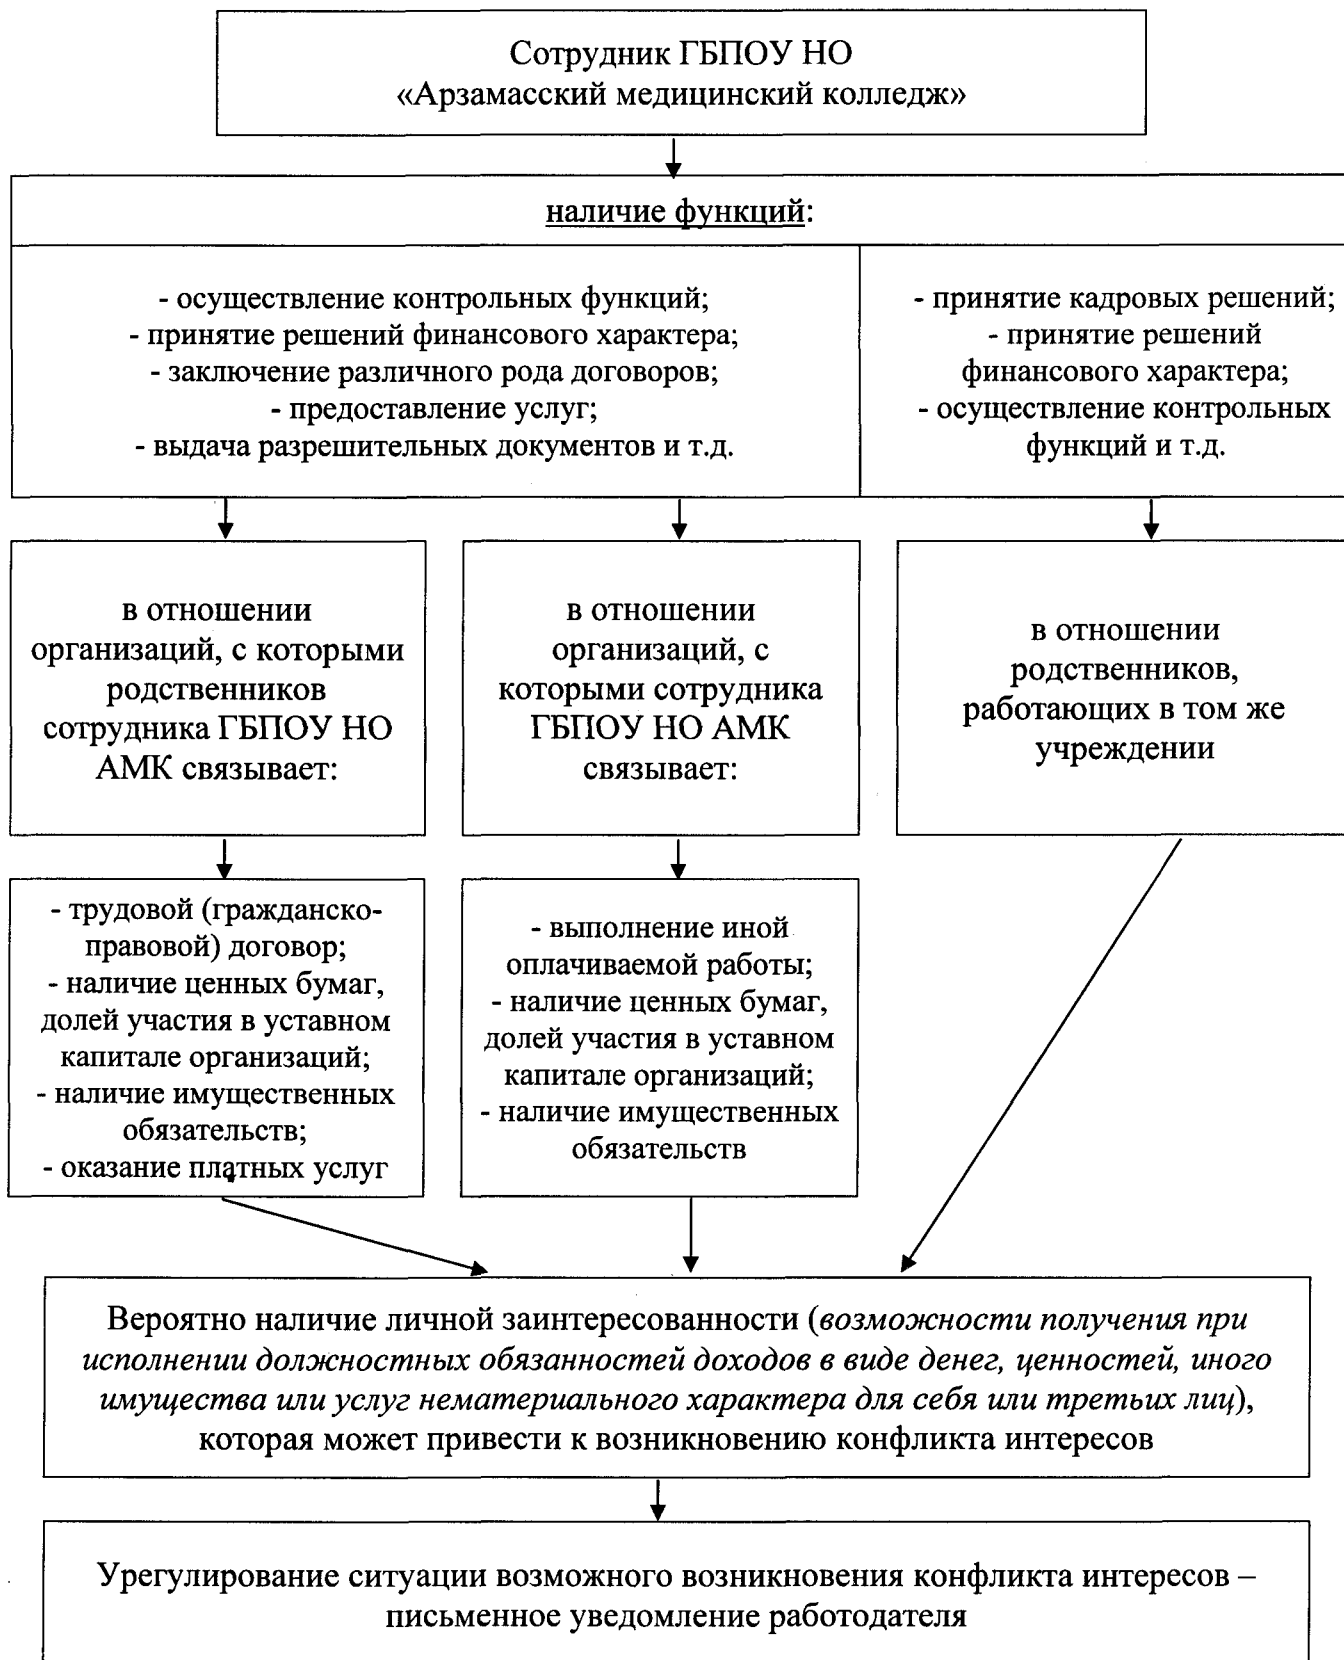 Сотрудник ГБПОУ НО
«Арзамасский медицинский колледж»
наличие функций:
- осуществление контрольных функций;
- принятие решений финансового характера;
- заключение различного рода договоров;
- предоставление услуг;
- выдача разрешительных документов и т.д.
- принятие кадровых решений;
- принятие решений
финансового характера;
- осуществление контрольных
функций и т.д.
в отношении
организаций, с которыми
родственников
сотрудника ГБПОУ НО
АМК связывает:
в отношении
организаций, с
которыми сотрудника
ГБПОУ НО АМК
связывает:
в отношении
родственников,
работающих в том же
учреждении
- трудовой (гражданско-
правовой) договор;
- наличие ценных бумаг,
долей участия в уставном
капитале организаций;
- наличие имущественных
обязательств;
- оказание платных услуг
- выполнение иной
оплачиваемой работы;
- наличие ценных бумаг,
долей участия в уставном
капитале организаций;
- наличие имущественных
обязательств
Вероятно наличие личной заинтересованности (возможности получения при
исполнении должностных обязанностей доходов в виде денег, ценностей, иного
имущества или услуг нематериального характера для себя или третьих лиц),
которая может привести к возникновению конфликта интересов
Урегулирование ситуации возможного возникновения конфликта интересов –
письменное уведомление работодателя